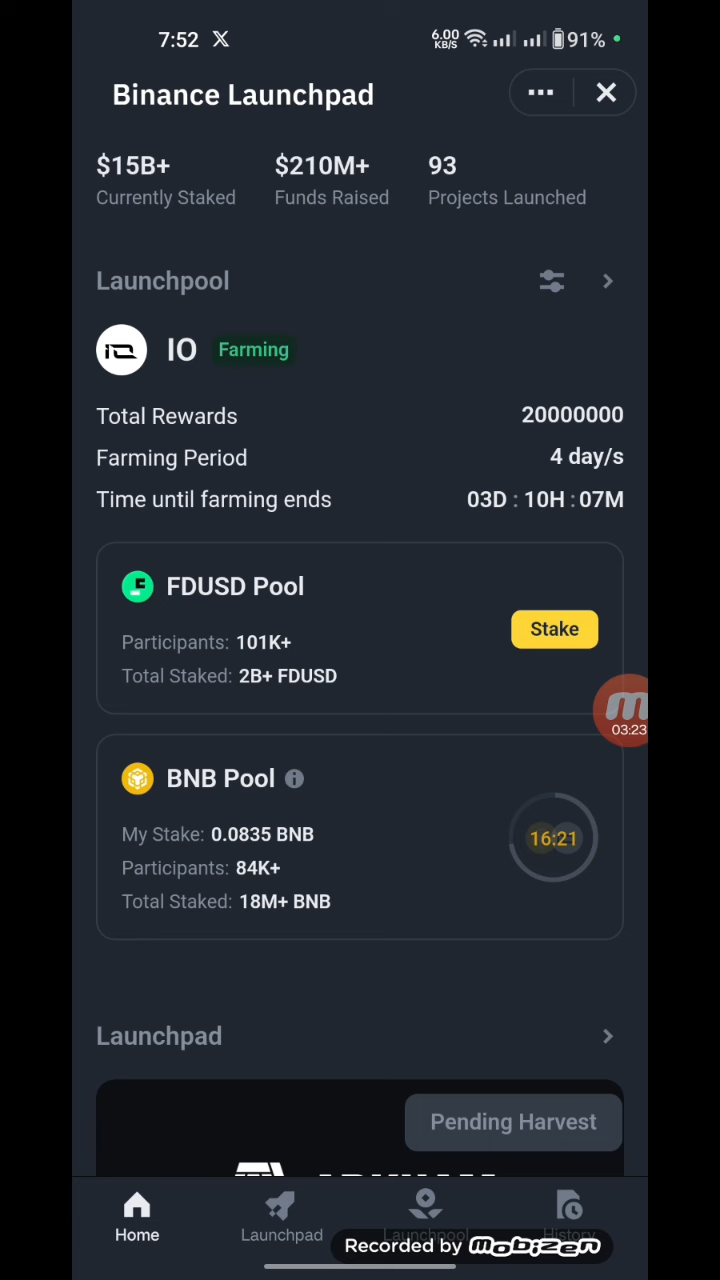 7:52 X 6.00 KB/S 91%
Binance Launchpad
$15B+ $210M+ 93
Currently Staked Funds Raised Projects Launched
Launchpool
IO Farming
Total Rewards 20000000
Farming Period 4 day/s
Time until farming ends 03D : 10H : 07M
FDUSD Pool
Stake
Participants: 101K+
Total Staked: 2B+ FDUSD
03:23
BNB Pool
My Stake: 0.0835 BNB
16:21
Participants: 84K+
Total Staked: 18M+ BNB
Launchpad
Pending Harvest
Home Launchpad Launchpool History
Recorded by mobizen